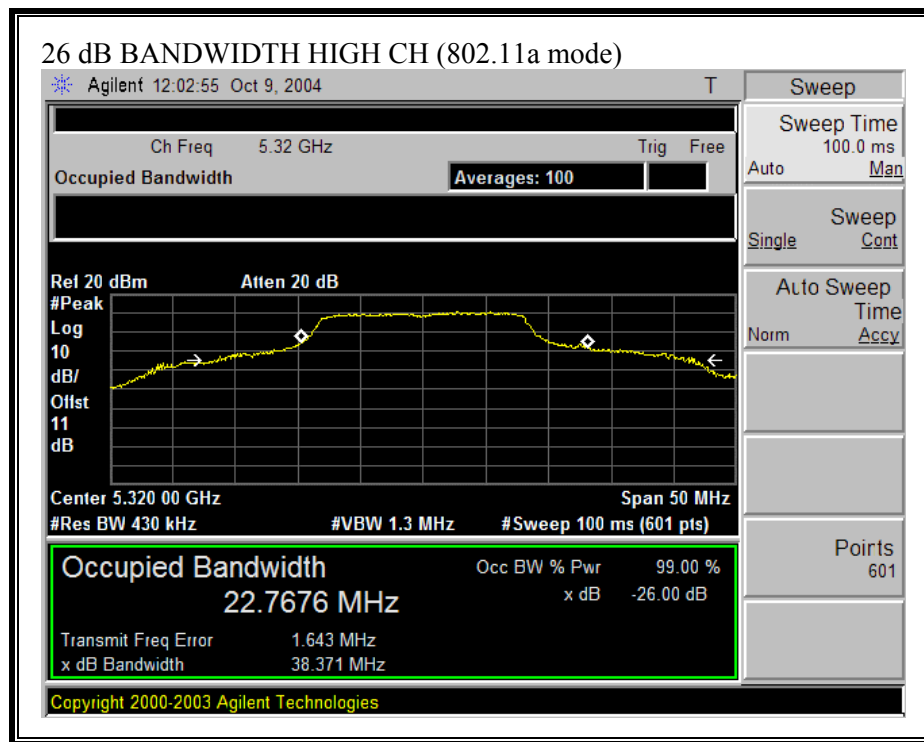 26 dB BANDWIDTH HIGH CH (802.11a mode)
Agilent 12:02:55 Oct 9, 2004 T
Ch Freq 5.32 GHz Trig Free
Occupied Bandwidth Averages: 100
Ref 20 dBm Atten 20 dB
#Peak
Log
10
dB/
Offst
11
dB
Center 5.320 00 GHz Span 50 MHz
#Res BW 430 kHz #VBW 1.3 MHz #Sweep 100 ms (601 pts)
Occupied Bandwidth Occ BW % Pwr 99.00 %
22.7676 MHz x dB -26.00 dB
Transmit Freq Error 1.643 MHz
x dB Bandwidth 38.371 MHz
Copyright 2000-2003 Agilent Technologies
Sweep
Sweep Time
100.0 ms
Auto Man
Sweep
Single Cont
Auto Sweep
Time
Norm Accy
Points
601